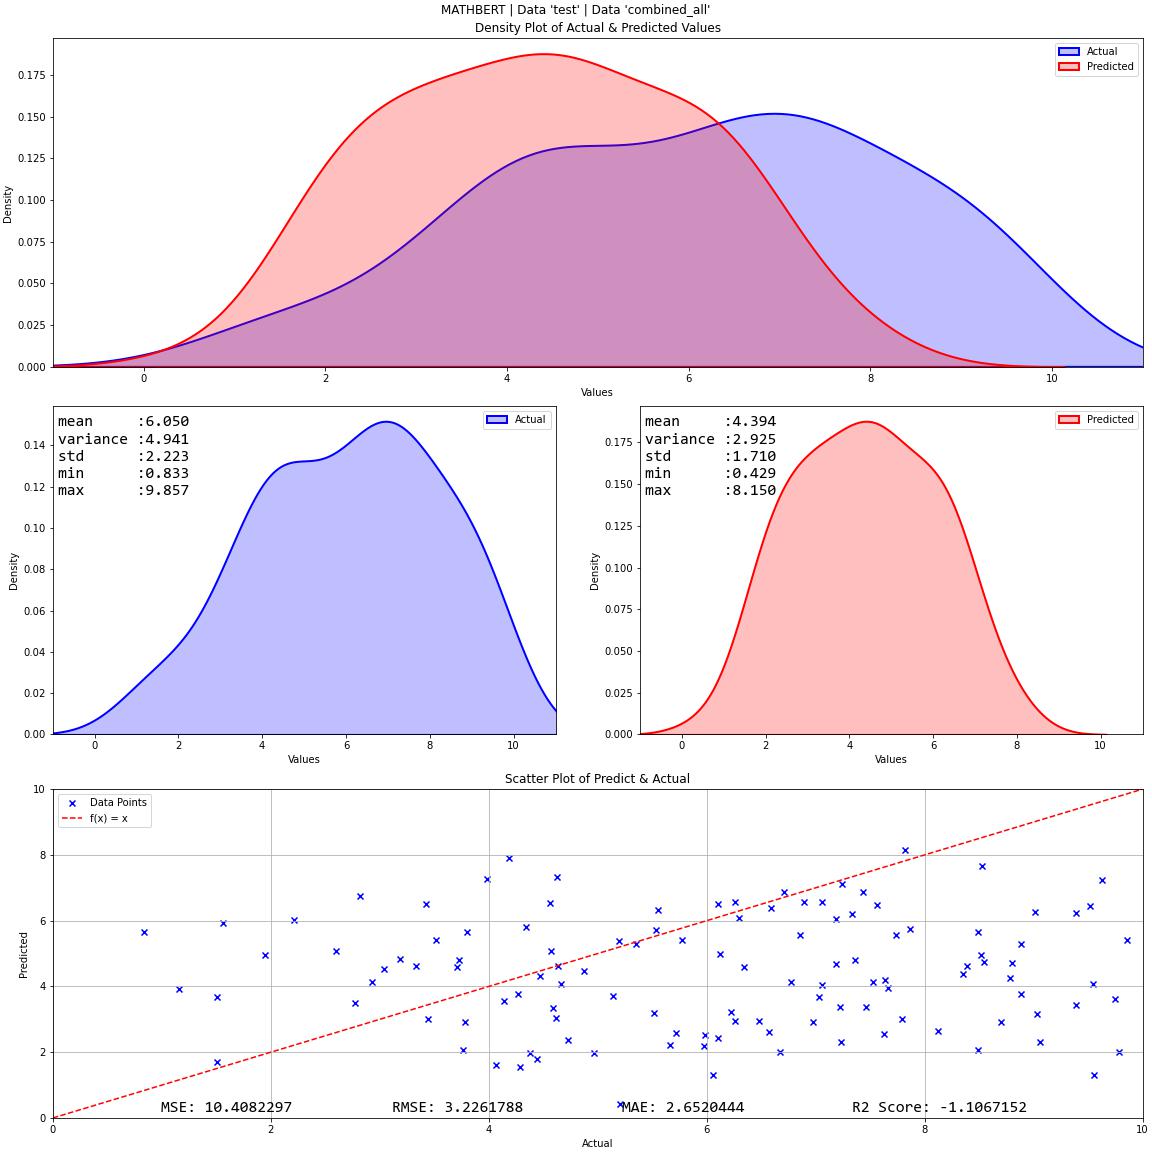 MATHBERT | Data 'test' | Data 'combined_all'
Density Plot of Actual & Predicted Values
Actual
Predicted
0.175
0.150
0.125
0.100
0.075
0.050
0.025
0.000
Density
0 2 4 6 8 10
Values
mean :6.050
variance :4.941
std :2.223
min :0.833
max :9.857
Actual
0.14
0.12
0.10
0.08
0.06
0.04
0.02
0.00
Density
0 2 4 6 8 10
Values
mean :4.394
variance :2.925
std :1.710
min :0.429
max :8.150
Predicted
0.175
0.150
0.125
0.100
0.075
0.050
0.025
0.000
Density
0 2 4 6 8 10
Values
Scatter Plot of Predict & Actual
Data Points
f(x) = x
10
8
6
4
2
0
Predicted
MSE: 10.4082297 RMSE: 3.2261788 MAE: 2.6520444 R2 Score: -1.1067152
0 2 4 6 8 10
Actual